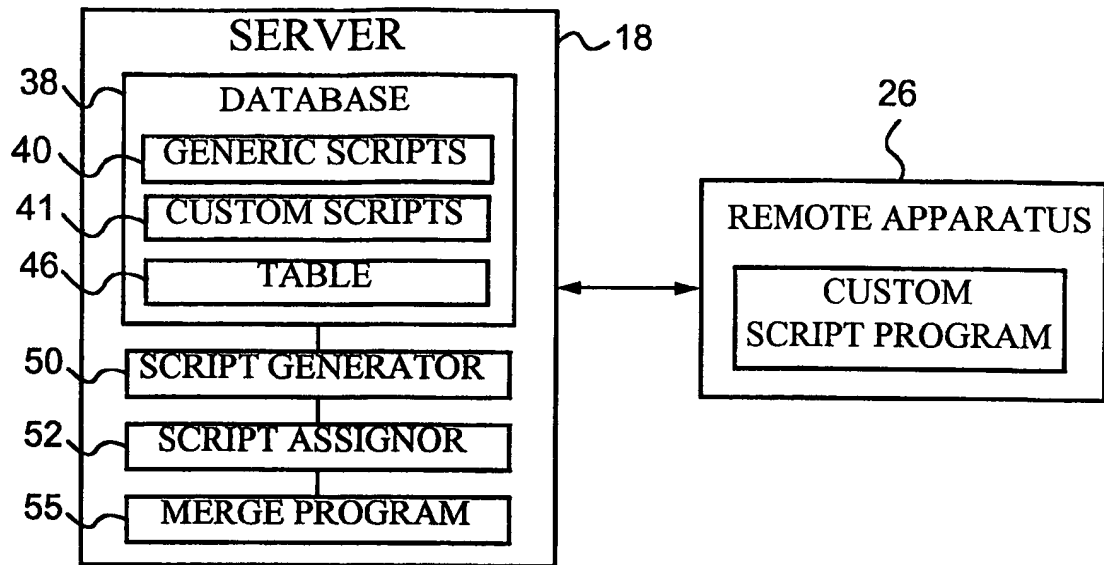 SERVER
18
38
DATABASE
40
GENERIC SCRIPTS
41
CUSTOM SCRIPTS
46
TABLE
50
SCRIPT GENERATOR
52
SCRIPT ASSIGNOR
55
MERGE PROGRAM
26
REMOTE APPARATUS
CUSTOM
SCRIPT PROGRAM